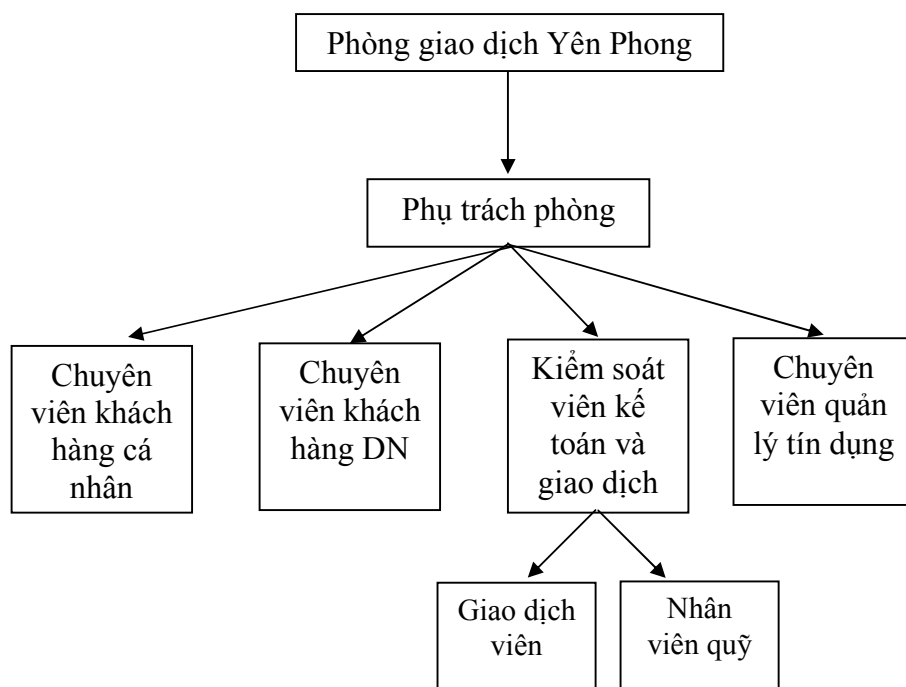 Phòng giao dịch Yên Phong
Phụ trách phòng
Chuyên
viên khách
hàng cá
nhân
Chuyên
viên khách
hàng DN
Kiểm soát
viên kế
toán và
giao dịch
Chuyên
viên quản
lý tín dụng
Giao dịch
viên
Nhân
viên quỹ